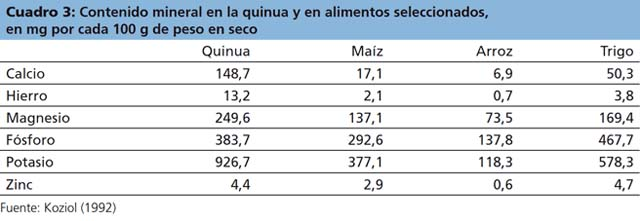 Cuadro 3: Contenido mineral en la quinua y en alimentos seleccionados,
en mg por cada 100 g de peso en seco
Quinua Maíz Arroz Trigo
Calcio 148,7 17,1 6,9 50,3
Hierro 13,2 2,1 0,7 3,8
Magnesio 249,6 137,1 73,5 169,4
Fósforo 383,7 292,6 137,8 467,7
Potasio 926,7 377,1 118,3 578,3
Zinc 4,4 2,9 0,6 4,7
Fuente: Koziol (1992)